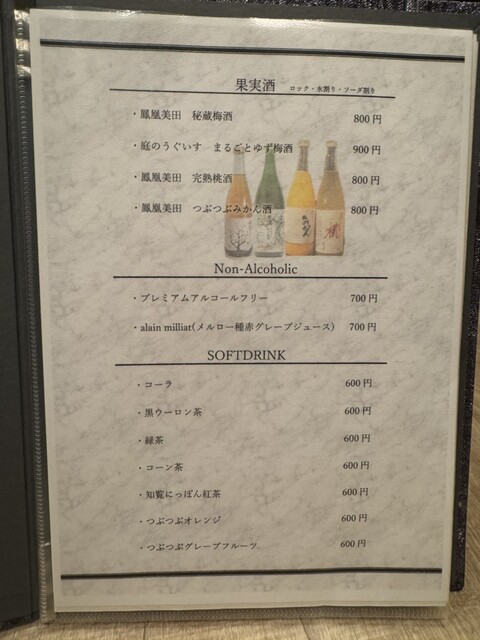 果実酒 ロック・水割り・ソーダ割り
・鳳凰美田 秘蔵梅酒 800円
・庭のうぐいす まるごとゆず梅酒 900円
・鳳凰美田 完熟桃酒 800円
・鳳凰美田 つぶつぶみかん酒 800円
Non-Alcoholic
・プレミアムアルコールフリー 700円
・alain milliat(メルロー種赤グレープジュース) 700円
SOFTDRINK
・コーラ 600円
・黒ウーロン茶 600円
・緑茶 600円
・コーン茶 600円
・知覧にっぽん紅茶 600円
・つぶつぶオレンジ 600円
・つぶつぶグレープフルーツ 600円